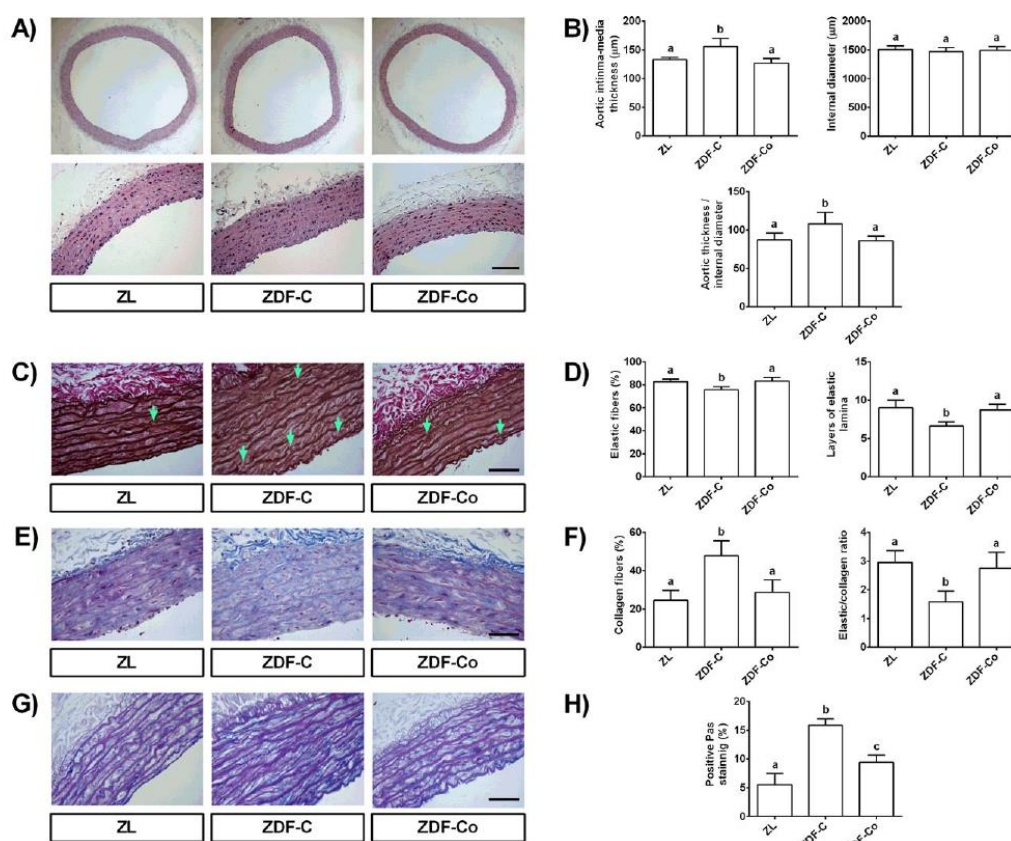 A)
ZL
ZDF-C
ZDF-Co
B)
Aortic intinma-media
thickness (µm)
150
100
50
0
a
b
a
ZL
ZDF-C
ZDF-Co
Internal diameter (µm)
2000
1500
1000
500
0
a
a
a
ZL
ZDF-C
ZDF-Co
Aortic thickness /
internal diameter
150
100
50
a
b
a
ZL
ZDF-C
ZDF-Co
C)
ZL
ZDF-C
ZDF-Co
D)
Elastic fibers (%)
100
80
60
40
20
0
a
b
a
ZL
ZDF-C
ZDF-Co
Layers of elastic
lamina
15
10
5
0
a
b
a
ZL
ZDF-C
ZDF-Co
E)
ZL
ZDF-C
ZDF-Co
F)
Collagen fibers (%)
60
40
20
0
a
b
a
ZL
ZDF-C
ZDF-Co
Elastic/collagen ratio
4
3
2
1
0
a
b
a
ZL
ZDF-C
ZDF-Co
G)
ZL
ZDF-C
ZDF-Co
H)
Positive Pas
stainnig (%)
20
15
10
5
0
a
b
c
ZL
ZDF-C